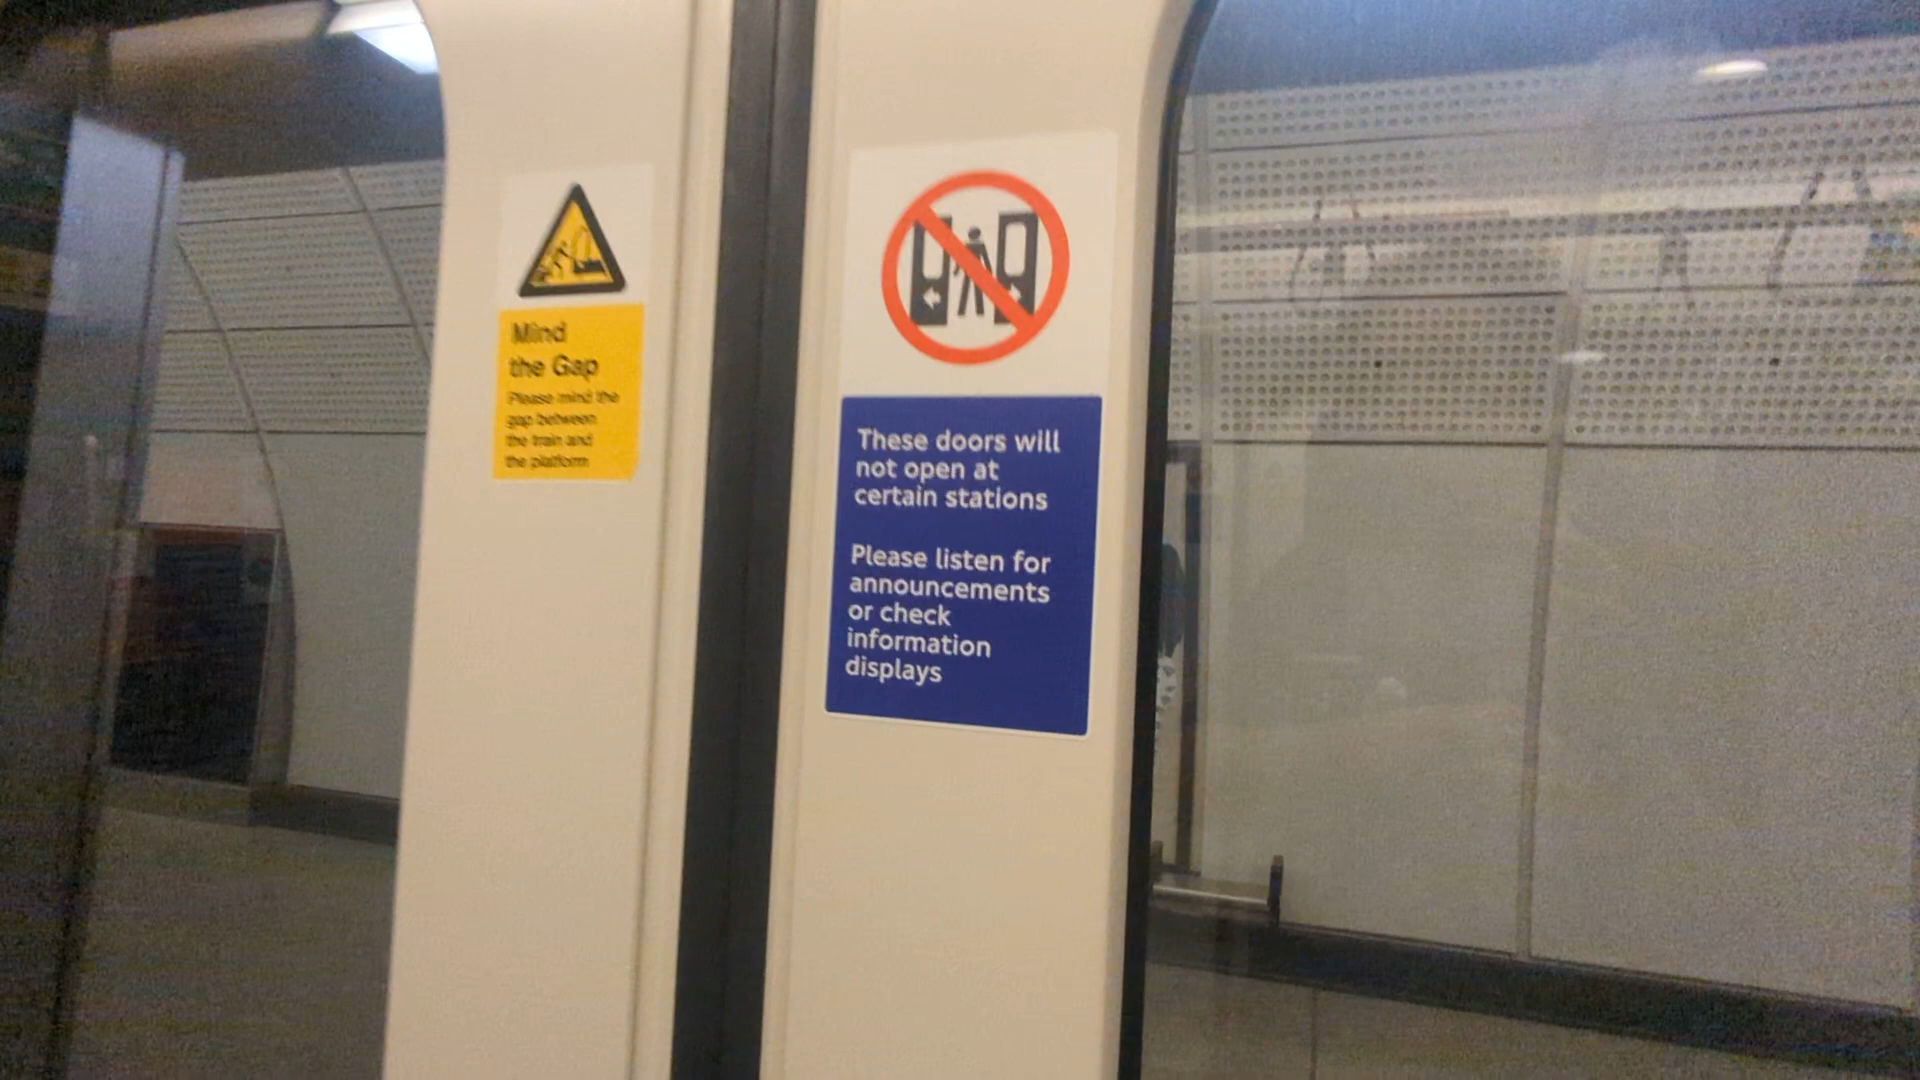 Mind
the Gap
Please mind the
gap between
the train and
the platform
These doors will
not open at
certain stations
Please listen for
announcements
or check
information
displays